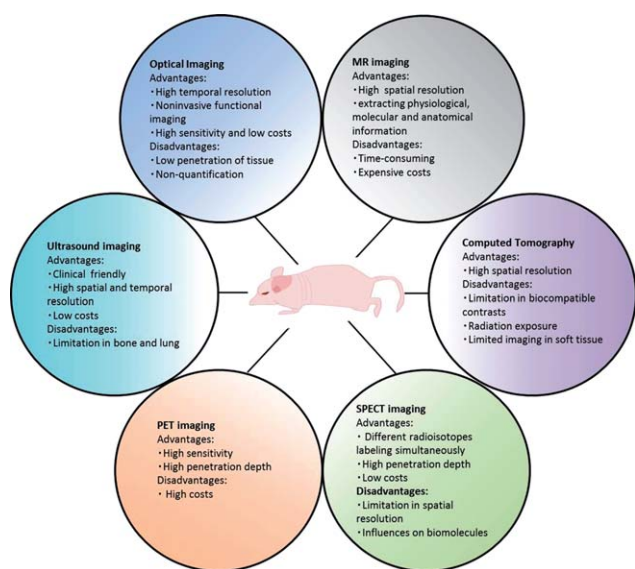 Optical Imaging
Advantages:
・High temporal resolution
・Noninvasive functional
imaging
・High sensitivity and low costs
Disadvantages:
・Low penetration of tissue
・Non-quantification
MR imaging
Advantages:
・High spatial resolution
・extracting physiological,
molecular and anatomical
information
Disadvantages:
・Time-consuming
・Expensive costs
Ultrasound imaging
Advantages:
・Clinical friendly
・High spatial and temporal
resolution
・Low costs
Disadvantages:
・Limitation in bone and lung
Computed Tomography
Advantages:
・High spatial resolution
Disadvantages:
・Limitation in biocompatible
contrasts
・Radiation exposure
・Limited imaging in soft tissue
PET imaging
Advantages:
・High sensitivity
・High penetration depth
Disadvantages:
・High costs
SPECT imaging
Advantages:
・Different radioisotopes
labeling simultaneously
・High penetration depth
・Low costs
Disadvantages:
・Limitation in spatial
resolution
・Influences on biomolecules